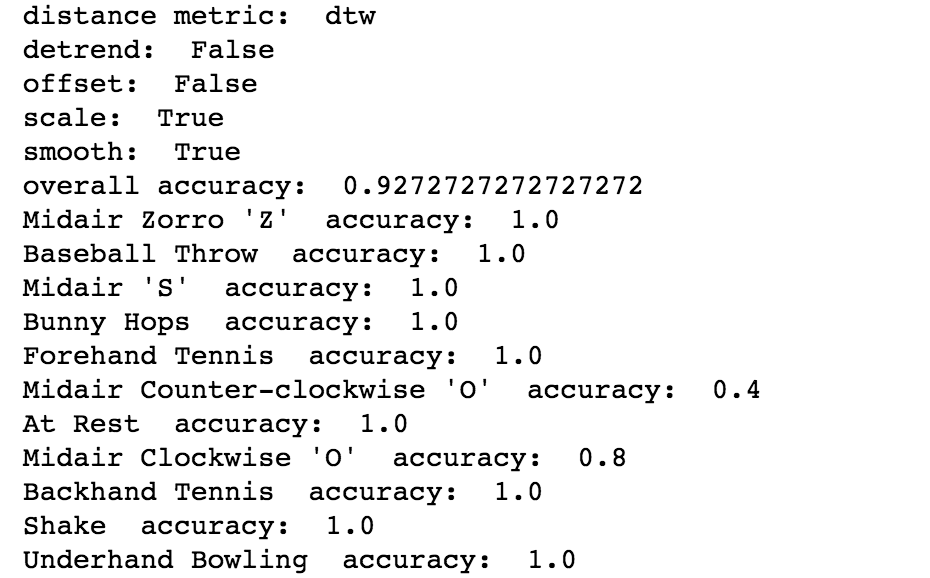 distance metric:  dtw
detrend:  False
offset:  False
scale:  True
smooth:  True
overall accuracy:  0.9272727272727272
Midair Zorro 'Z'  accuracy:  1.0
Baseball Throw  accuracy:  1.0
Midair 'S'  accuracy:  1.0
Bunny Hops  accuracy:  1.0
Forehand Tennis  accuracy:  1.0
Midair Counter-clockwise 'O'  accuracy:  0.4
At Rest  accuracy:  1.0
Midair Clockwise 'O'  accuracy:  0.8
Backhand Tennis  accuracy:  1.0
Shake  accuracy:  1.0
Underhand Bowling  accuracy:  1.0